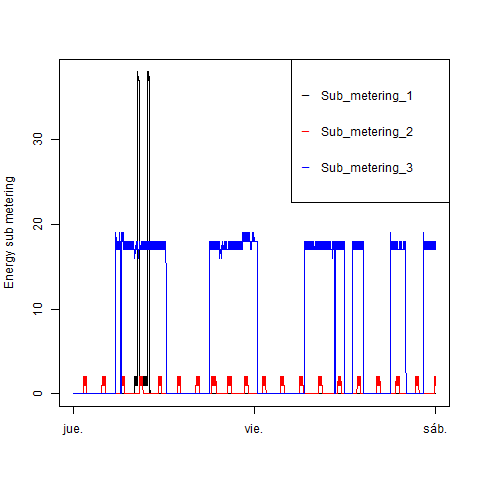 Sub_metering_1
Sub_metering_2
Sub_metering_3
Energy sub metering
30
20
10
0
jue.
vie.
sáb.